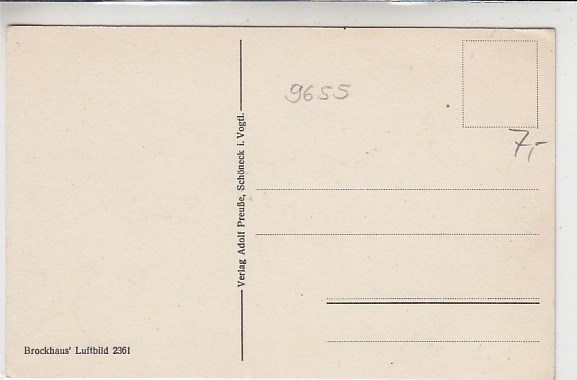 9655
7,-
Verlag Adolf Preuße, Schöneck i. Vogtl.
Brockhaus' Luftbild 2361